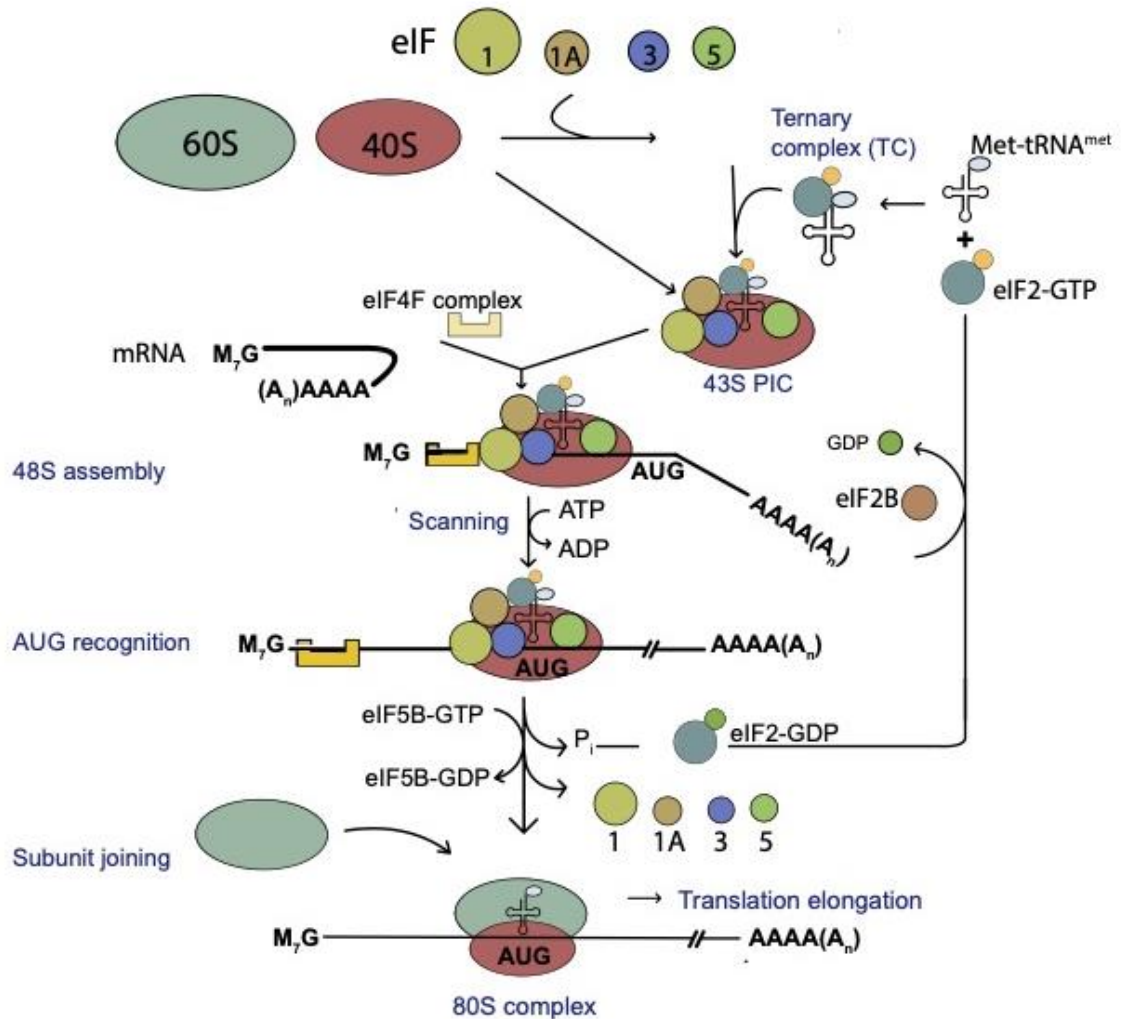 eIF
1
1A
3
5
60S
40S
Ternary
complex (TC)
Met-tRNAᵐᵉᵗ
+
eIF2-GTP
eIF4F complex
mRNA
M₇G
(Aₙ)AAAA
43S PIC
48S assembly
M₇G
AUG
AAAA(Aₙ)
GDP
eIF2B
Scanning
ATP
ADP
AUG recognition
M₇G
AUG
AAAA(Aₙ)
eIF5B-GTP
Pᵢ
eIF2-GDP
eIF5B-GDP
1
1A
3
5
Subunit joining
Translation elongation
M₇G
AUG
AAAA(Aₙ)
80S complex